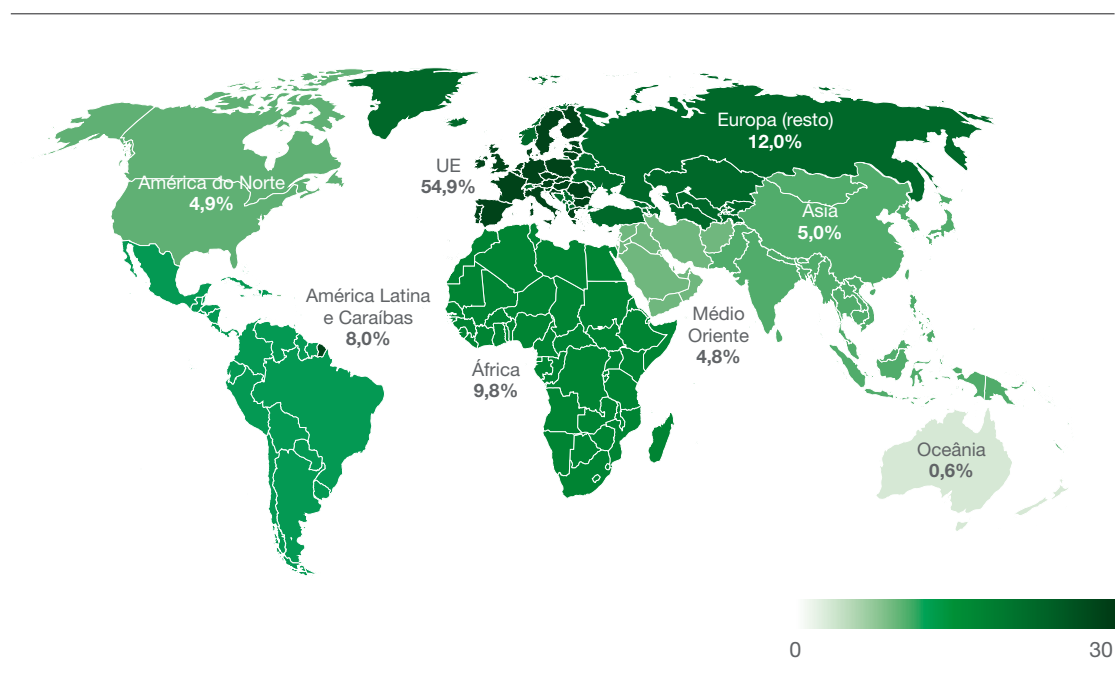 Europa (resto)
12,0%
UE
54,9%
América do Norte
4,9%
Ásia
5,0%
América Latina
e Caraíbas
8,0%
Médio
Oriente
4,8%
África
9,8%
Oceânia
0,6%
0
30